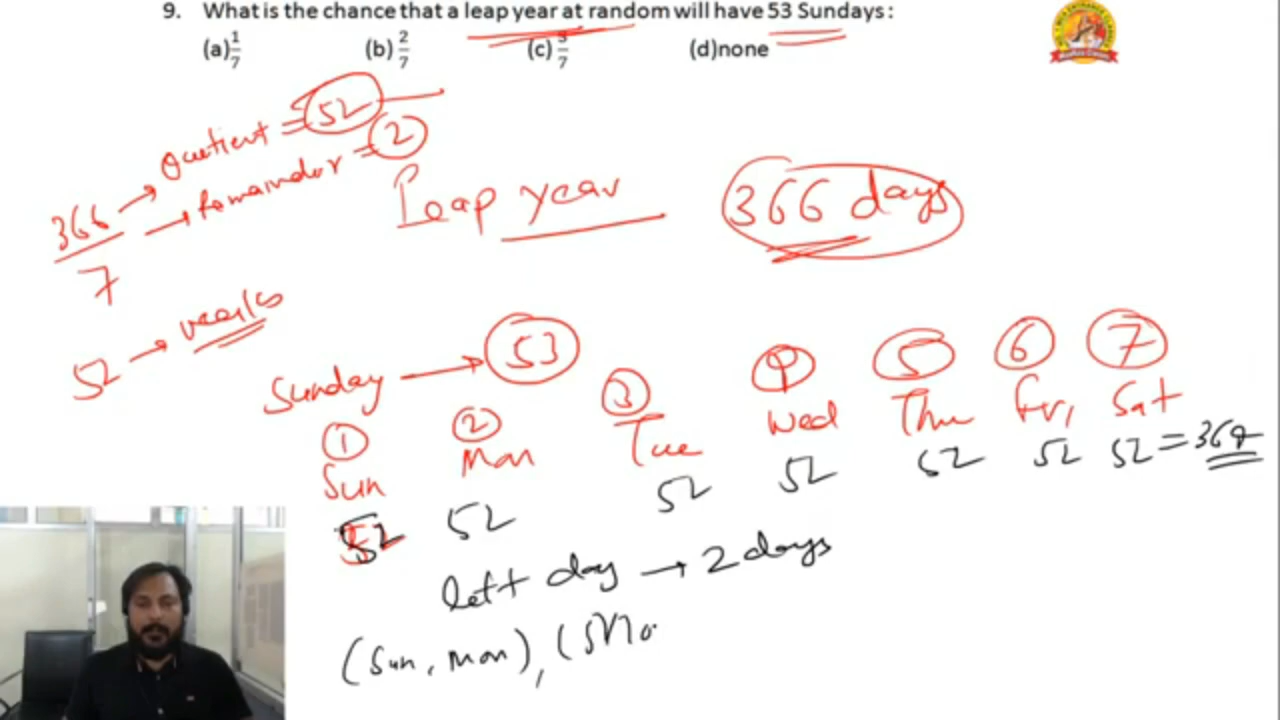 9. What is the chance that a leap year at random will have 53 Sundays :
(a) 1/7 (b) 2/7 (c) 3/7 (d)none
366/7 → Quetient = 52
→ Remainder = 2
Leap year 366 days
52 → weeks
Sunday → 53
1 2 3 4 5 6 7
Sun Mon Tue Wed Thu Fri, Sat
52 52 52 52 52 52 52 = 364
left day → 2 days
(Sun, Mon), (